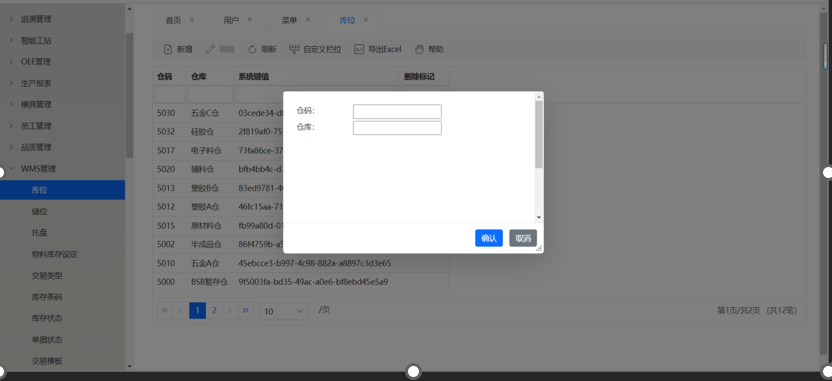 追溯管理
智能工站
OEE管理
生产报表
模具管理
员工管理
品质管理
WMS管理
库位
储位
托盘
物料库存设定
交易类型
库存条码
库存状态
单据状态
交易模板
首页 × 用户 × 菜单 × 库位 ×
新增 编辑 刷新 自定义栏位 导出Excel 帮助
仓码 仓库 系统键值 删除标记
5030 五金C仓 03cede34-d
5032 硅胶仓 2f819af0-75
5017 电子料仓 73fa86ce-37
5020 辅料仓 bfb4bb4c-d
5013 塑胶B仓 83ed9781-4
5012 塑胶A仓 46fc15aa-71
5015 原材料仓 fb99a80d-0
5002 半成品仓 86f4759b-a
5010 五金A仓 45ebcce3-b997-4c98-882a-a8897c3d3e65
5000 BSB暂存仓 9f5003fa-bd35-49ac-a0e6-bf8ebd45e5a9
仓码：
仓库：
确认 取消
« ‹ 1 2 › » 10 /页 第1页/共2页 （共12笔）